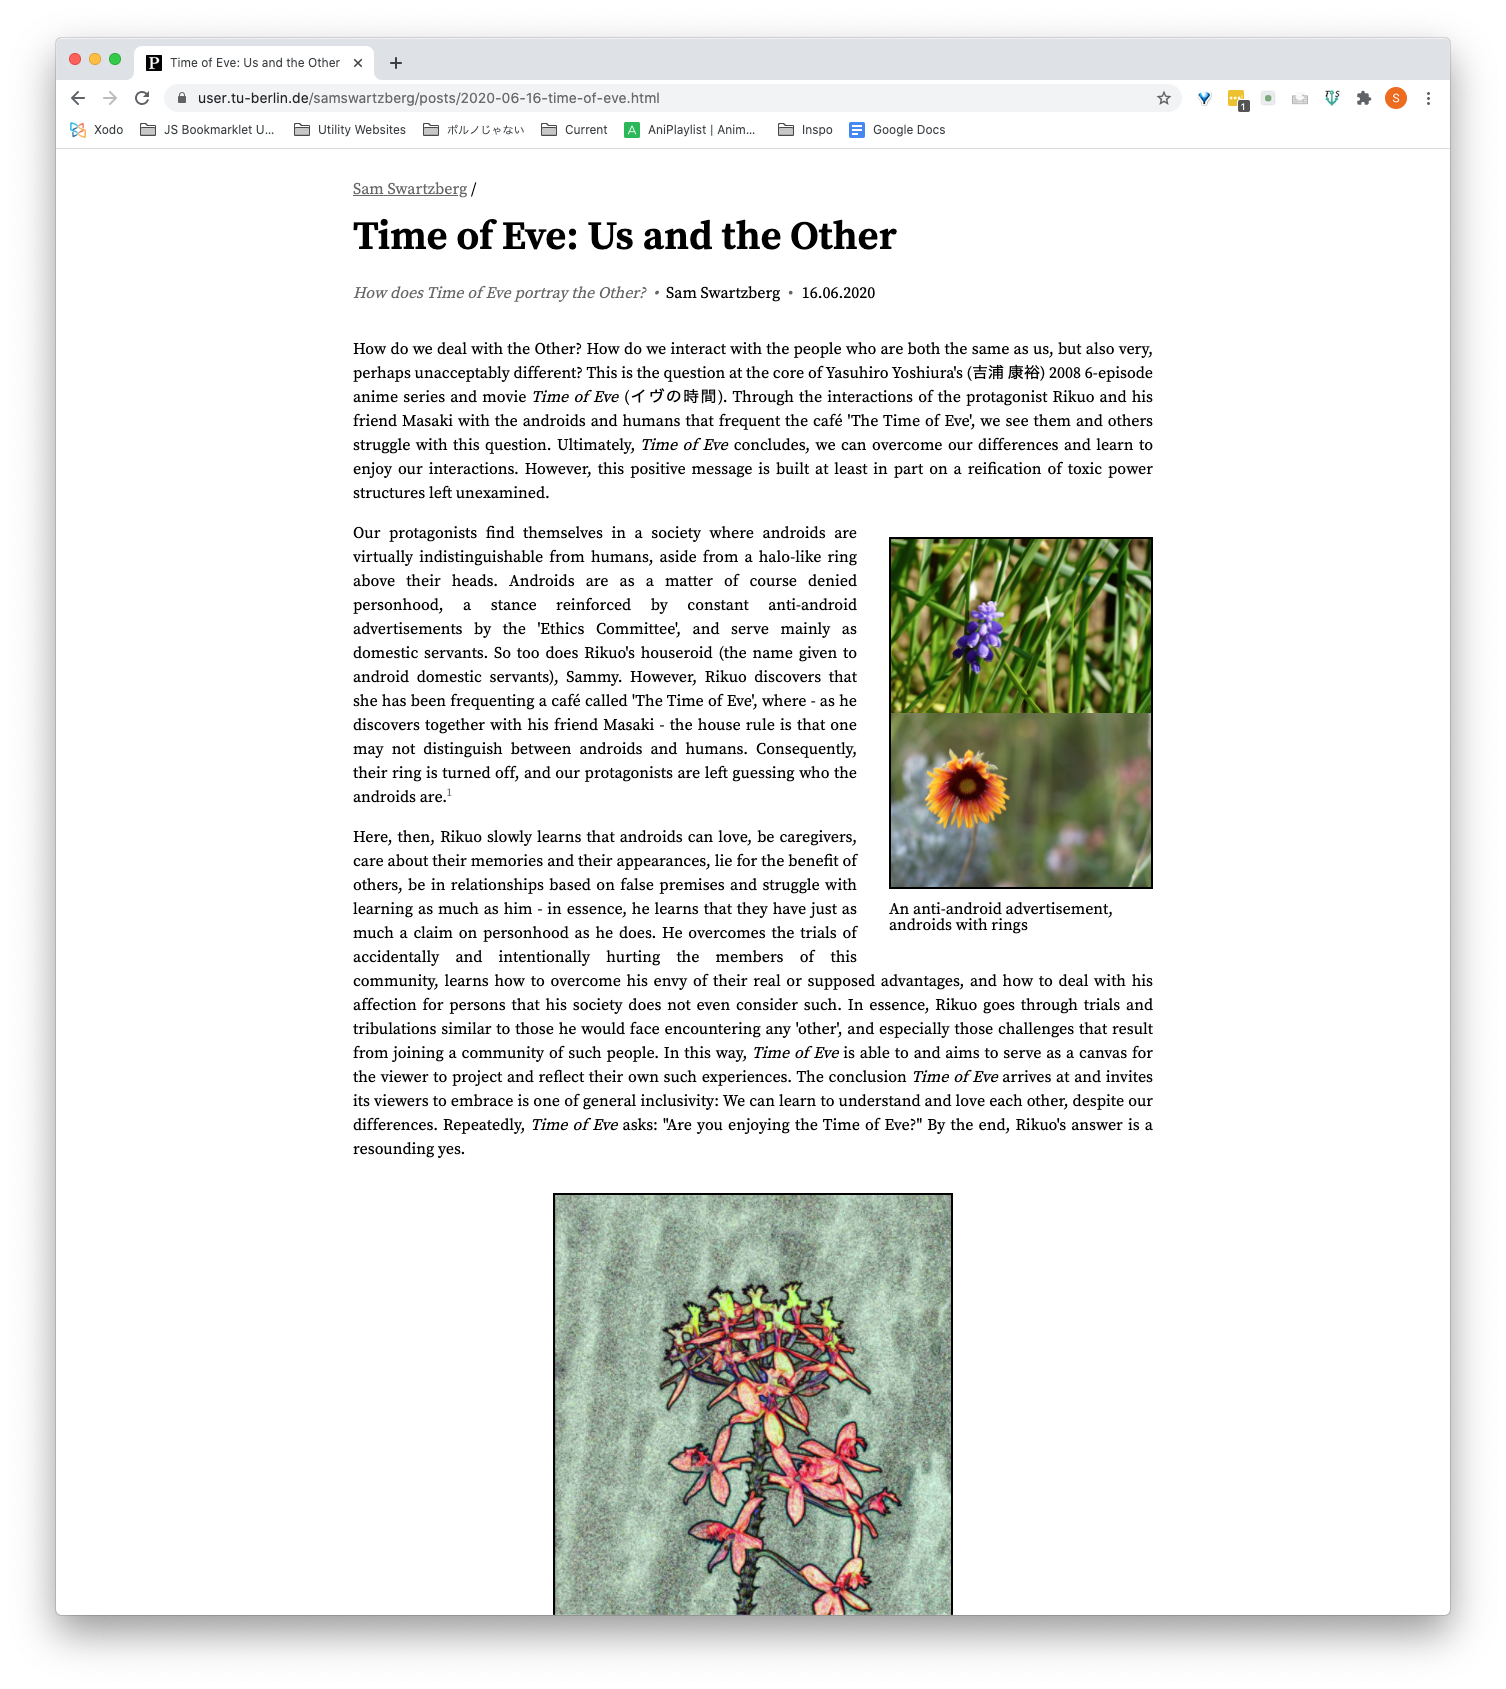 Time of Eve: Us and the Other
user.tu-berlin.de/samswartzberg/posts/2020-06-16-time-of-eve.html
1
S
Xodo
JS Bookmarklet U...
Utility Websites
ポルノじゃない
Current
AniPlaylist | Anim...
Inspo
Google Docs
Sam Swartzberg /
Time of Eve: Us and the Other
How does Time of Eve portray the Other? • Sam Swartzberg • 16.06.2020
How do we deal with the Other? How do we interact with the people who are both the same as us, but also very,
perhaps unacceptably different? This is the question at the core of Yasuhiro Yoshiura's (吉浦 康裕) 2008 6-episode
anime series and movie Time of Eve (イヴの時間). Through the interactions of the protagonist Rikuo and his
friend Masaki with the androids and humans that frequent the café 'The Time of Eve', we see them and others
struggle with this question. Ultimately, Time of Eve concludes, we can overcome our differences and learn to
enjoy our interactions. However, this positive message is built at least in part on a reification of toxic power
structures left unexamined.
Our protagonists find themselves in a society where androids are
virtually indistinguishable from humans, aside from a halo-like ring
above their heads. Androids are as a matter of course denied
personhood, a stance reinforced by constant anti-android
advertisements by the 'Ethics Committee', and serve mainly as
domestic servants. So too does Rikuo's houseroid (the name given to
android domestic servants), Sammy. However, Rikuo discovers that
she has been frequenting a café called 'The Time of Eve', where - as he
discovers together with his friend Masaki - the house rule is that one
may not distinguish between androids and humans. Consequently,
their ring is turned off, and our protagonists are left guessing who the
androids are.1
Here, then, Rikuo slowly learns that androids can love, be caregivers,
care about their memories and their appearances, lie for the benefit of
others, be in relationships based on false premises and struggle with
learning as much as him - in essence, he learns that they have just as
much a claim on personhood as he does. He overcomes the trials of
accidentally and intentionally hurting the members of this
community, learns how to overcome his envy of their real or supposed advantages, and how to deal with his
affection for persons that his society does not even consider such. In essence, Rikuo goes through trials and
tribulations similar to those he would face encountering any 'other', and especially those challenges that result
from joining a community of such people. In this way, Time of Eve is able to and aims to serve as a canvas for
the viewer to project and reflect their own such experiences. The conclusion Time of Eve arrives at and invites
its viewers to embrace is one of general inclusivity: We can learn to understand and love each other, despite our
differences. Repeatedly, Time of Eve asks: "Are you enjoying the Time of Eve?" By the end, Rikuo's answer is a
resounding yes.
An anti-android advertisement,
androids with rings